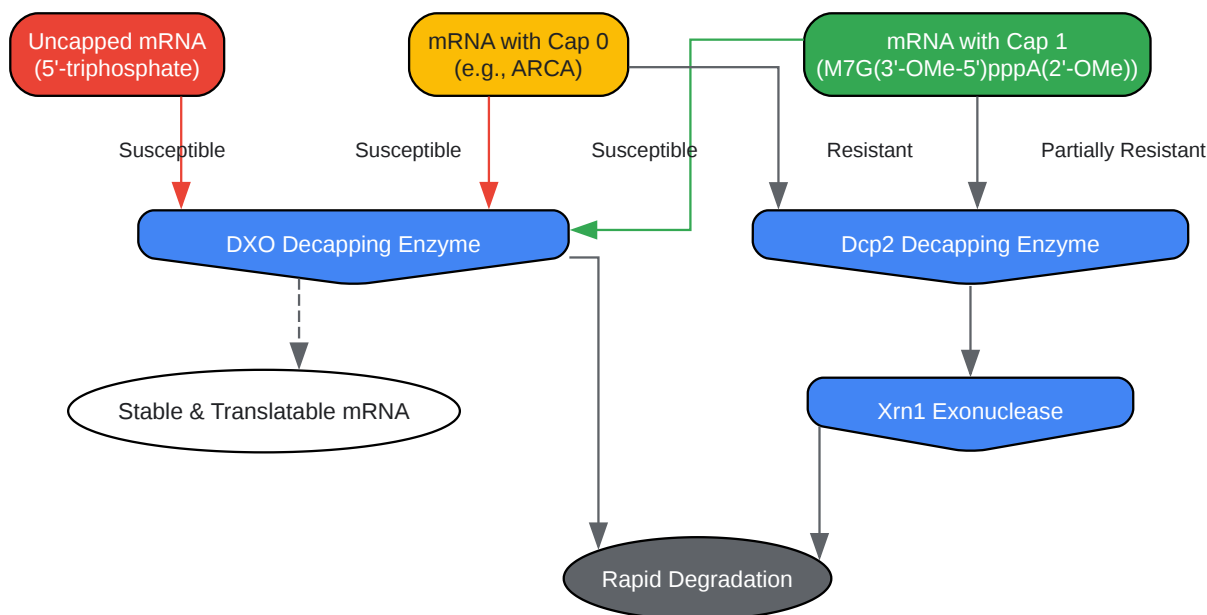 Uncapped mRNA
(5'-triphosphate)
mRNA with Cap 0
(e.g., ARCA)
mRNA with Cap 1
(M7G(3'-OMe-5')pppA(2'-OMe))
Susceptible
Susceptible
Susceptible
Resistant
Partially Resistant
DXO Decapping Enzyme
Dcp2 Decapping Enzyme
Stable & Translatable mRNA
Xrn1 Exonuclease
Rapid Degradation